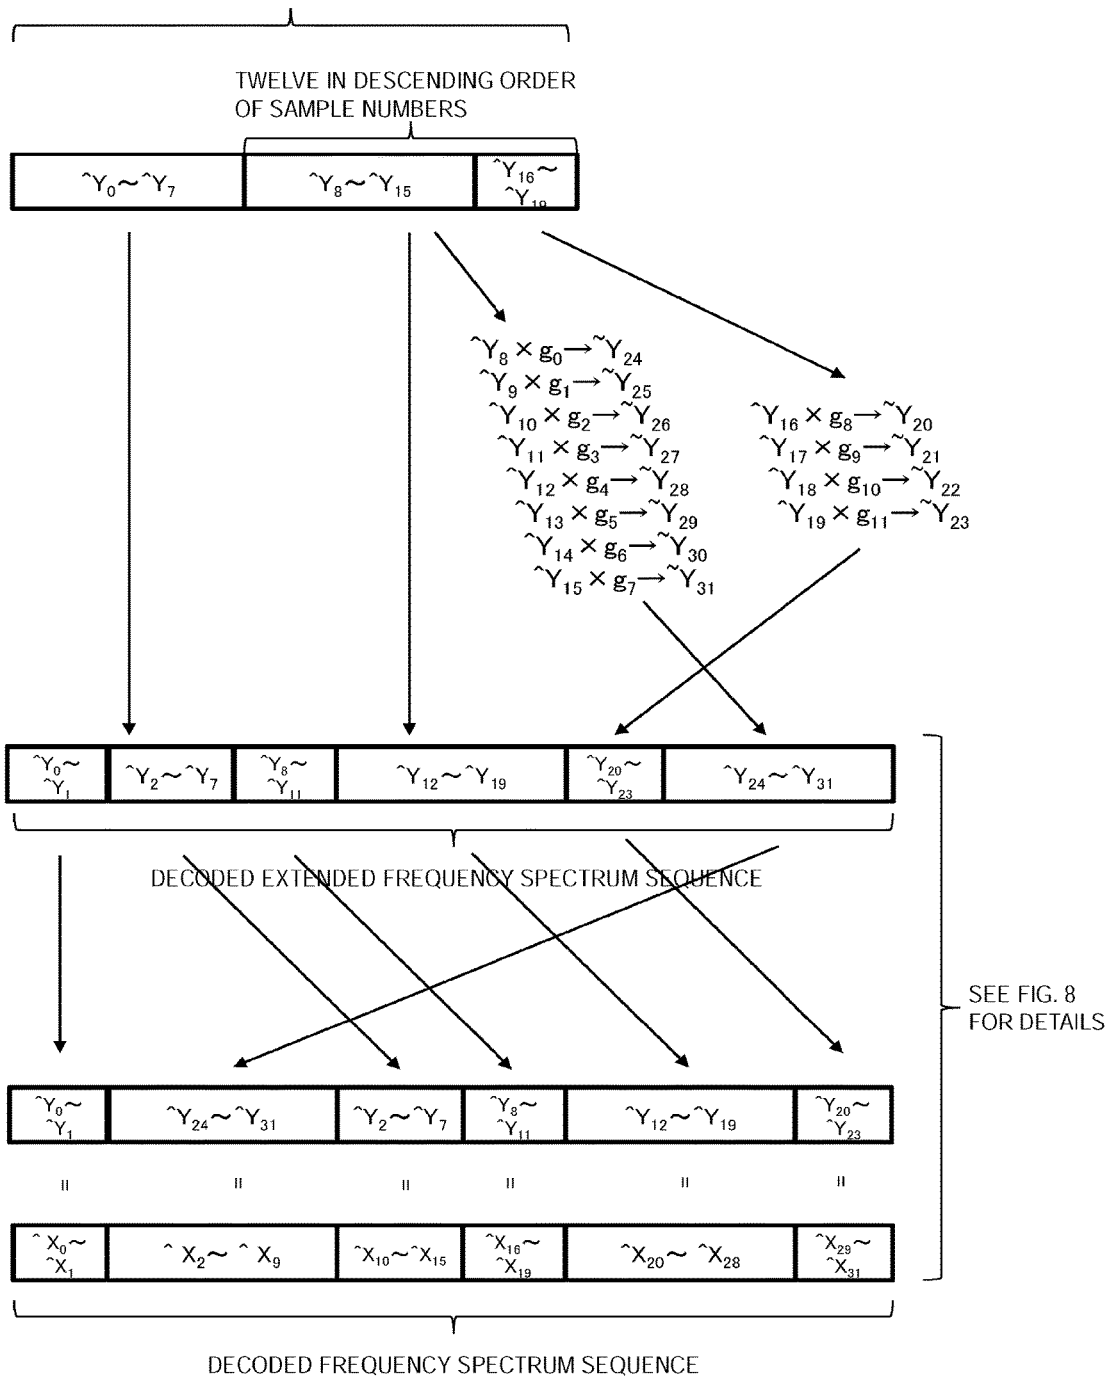 TWELVE IN DESCENDING ORDER
OF SAMPLE NUMBERS
^Y0～^Y7
^Y8～^Y15
^Y16～
^Y19
^Y8 × g0→~Y24
^Y9 × g1→~Y25
^Y10 × g2→~Y26
^Y11 × g3→~Y27
^Y12 × g4→~Y28
^Y13 × g5→~Y29
^Y14 × g6→~Y30
^Y15 × g7→~Y31
^Y16 × g8→~Y20
^Y17 × g9→~Y21
^Y18 × g10→~Y22
^Y19 × g11→~Y23
^Y0～
^Y1
^Y2～^Y7
^Y8～
^Y11
^Y12～^Y19
^Y20～
^Y23
^Y24～^Y31
DECODED EXTENDED FREQUENCY SPECTRUM SEQUENCE
SEE FIG. 8
FOR DETAILS
^Y0～
^Y1
^Y24～^Y31
^Y2～^Y7
^Y8～
^Y11
^Y12～^Y19
^Y20～
^Y23
= = = = = =
^X0～
^X1
^X2～^X9
^X10～^X15
^X16～
^X19
^X20～^X28
^X29～
^X31
DECODED FREQUENCY SPECTRUM SEQUENCE